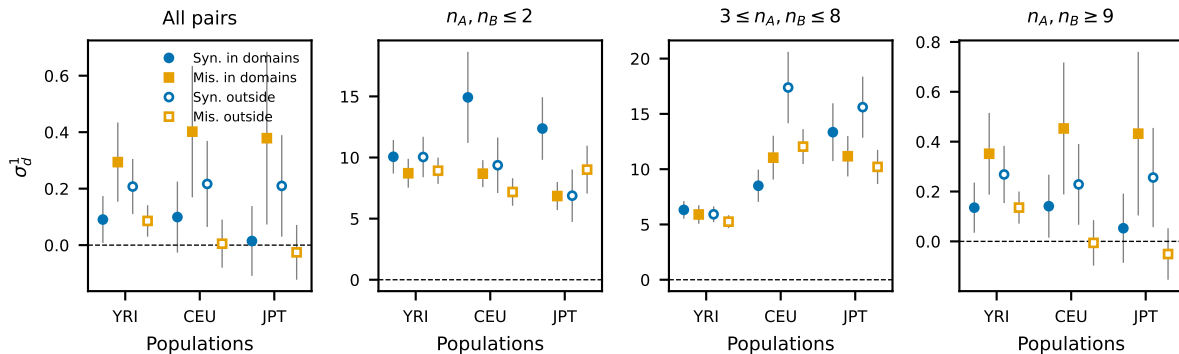 All pairs
σ_d^1
0.6
0.4
0.2
0.0
Syn. in domains
Mis. in domains
Syn. outside
Mis. outside
YRI CEU JPT
Populations
n_A, n_B ≤ 2
15
10
5
0
YRI CEU JPT
Populations
3 ≤ n_A, n_B ≤ 8
20
15
10
5
0
YRI CEU JPT
Populations
n_A, n_B ≥ 9
0.8
0.6
0.4
0.2
0.0
YRI CEU JPT
Populations